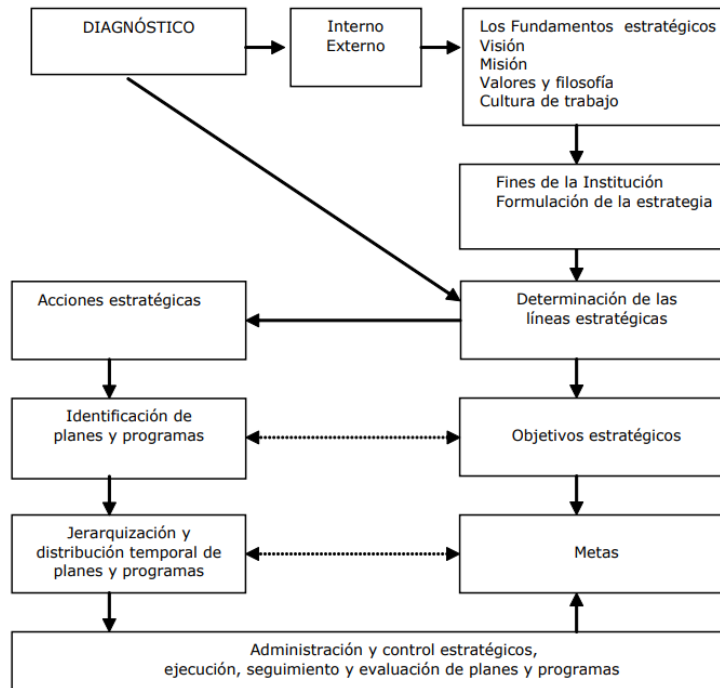 DIAGNÓSTICO
Interno
Externo
Los Fundamentos estratégicos
Visión
Misión
Valores y filosofía
Cultura de trabajo
Fines de la Institución
Formulación de la estrategia
Acciones estratégicas
Determinación de las
líneas estratégicas
Identificación de
planes y programas
Objetivos estratégicos
Jerarquización y
distribución temporal de
planes y programas
Metas
Administración y control estratégicos,
ejecución, seguimiento y evaluación de planes y programas